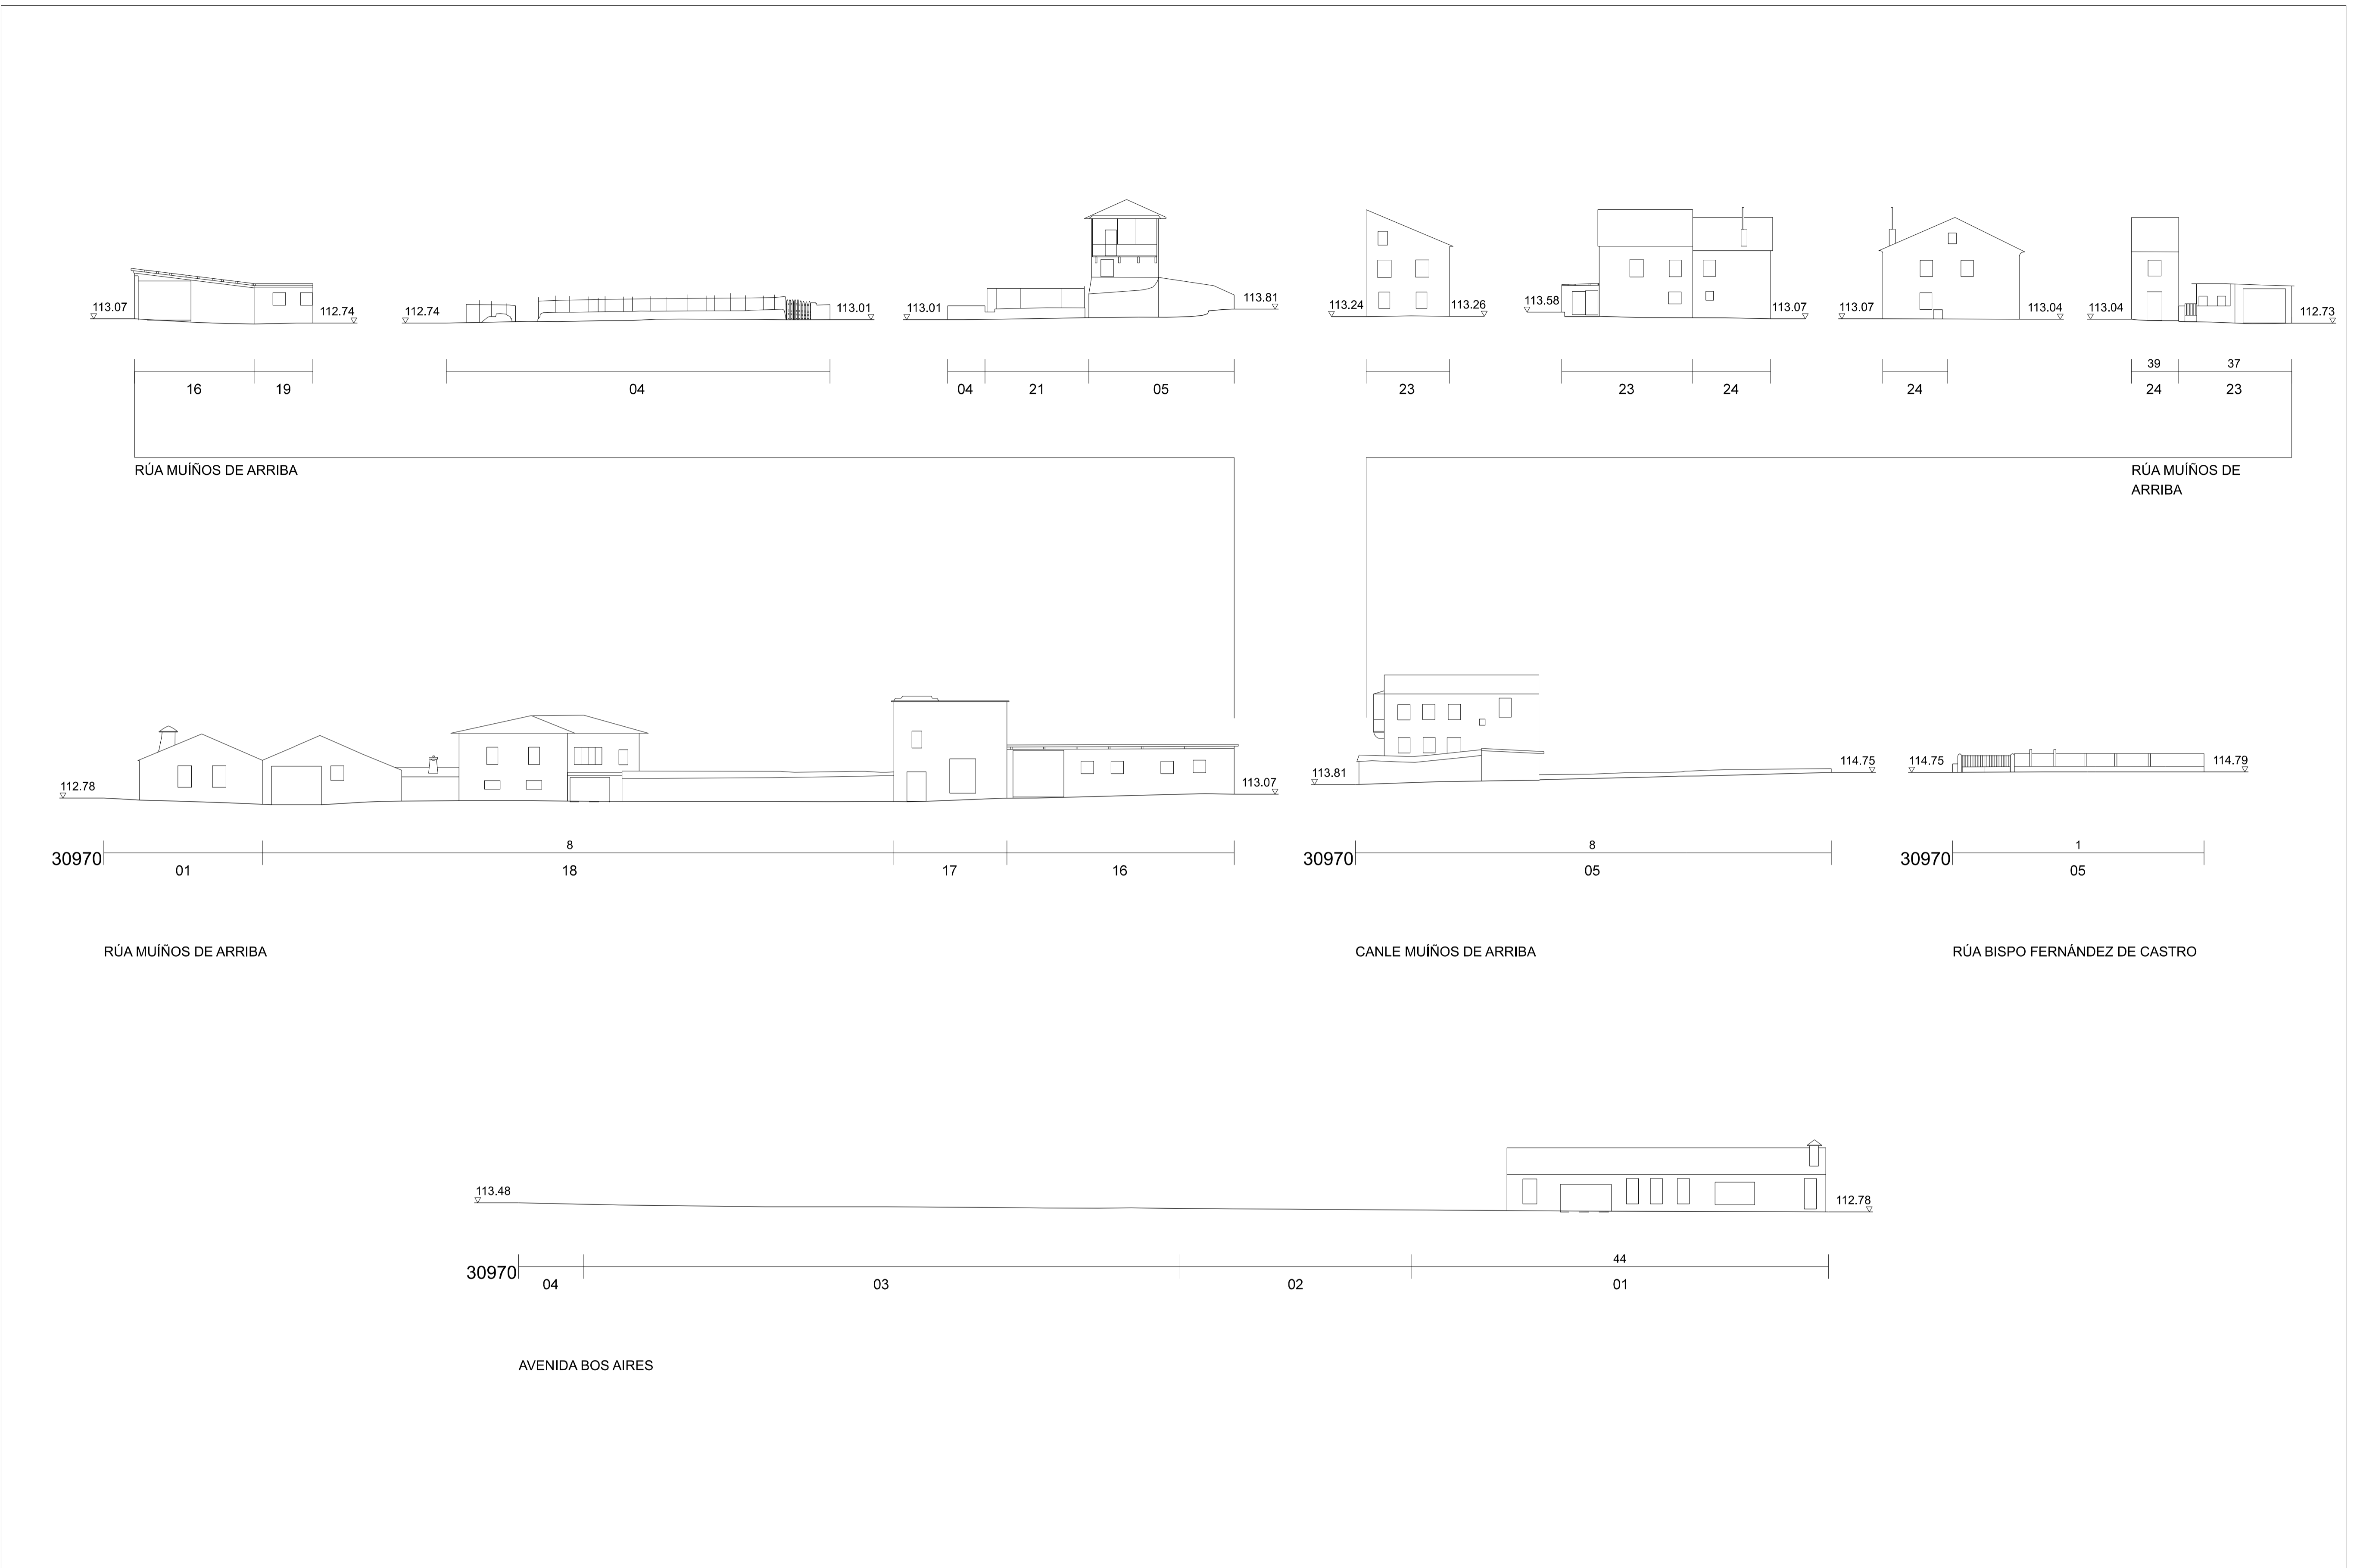 113.07 112.74 112.74 113.01 113.01 113.81 113.24 113.26 113.58 113.07 113.07 113.04 113.04 112.73
39 37
16 19 04 04 21 05 23 23 24 24 24 23
RÚA MUÍÑOS DE ARRIBA
RÚA MUÍÑOS DE
ARRIBA
112.78 113.07 113.81 114.75 114.75 114.79
8 8 1
30970 30970 30970
01 18 17 16 05 05
RÚA MUÍÑOS DE ARRIBA
CANLE MUÍÑOS DE ARRIBA
RÚA BISPO FERNÁNDEZ DE CASTRO
113.48 112.78
44
30970
04 03 02 01
AVENIDA BOS AIRES